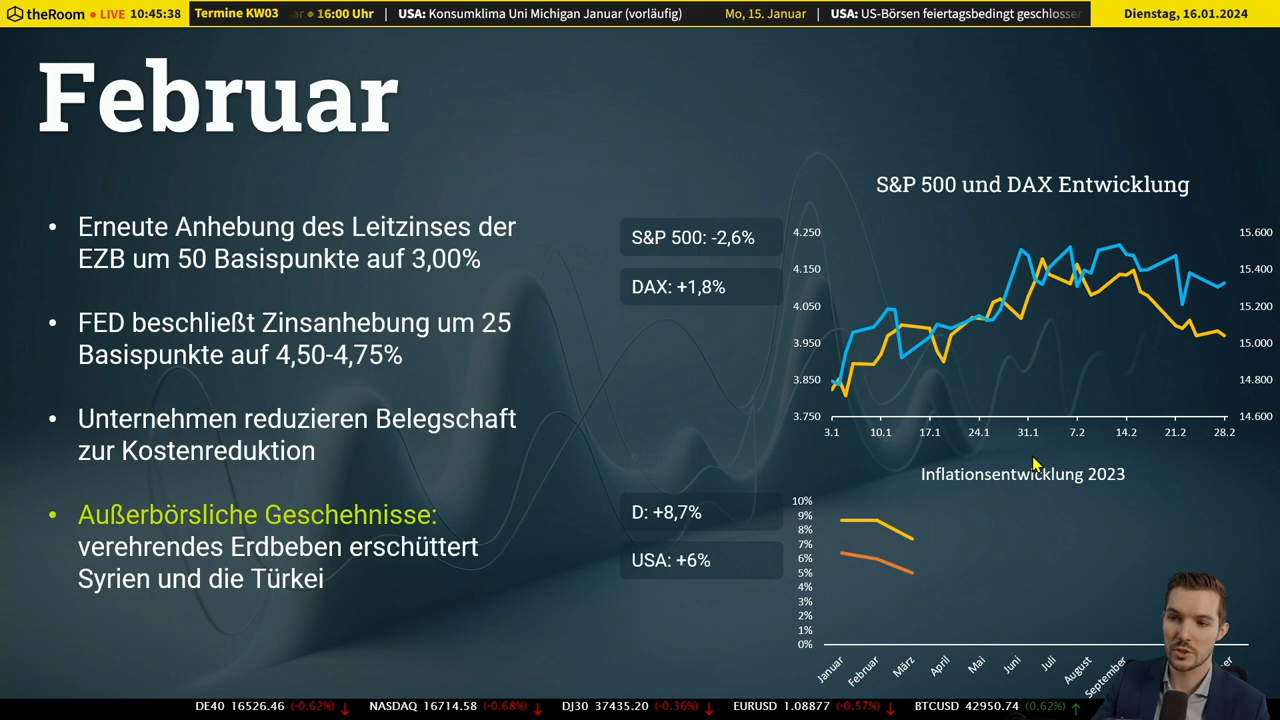 theRoom • LIVE 10:45:38
Termine KW03
• 16:00 Uhr | USA: Konsumklima Uni Michigan Januar (vorläufig) Mo, 15. Januar | USA: US-Börsen feiertagsbedingt geschlossen
Dienstag, 16.01.2024
Februar
• Erneute Anhebung des Leitzinses der
EZB um 50 Basispunkte auf 3,00%
• FED beschließt Zinsanhebung um 25
Basispunkte auf 4,50-4,75%
• Unternehmen reduzieren Belegschaft
zur Kostenreduktion
• Außerbörsliche Geschehnisse:
verehrendes Erdbeben erschüttert
Syrien und die Türkei
S&P 500: -2,6%
DAX: +1,8%
S&P 500 und DAX Entwicklung
4.250
4.150
4.050
3.950
3.850
3.750
15.600
15.400
15.200
15.000
14.800
14.600
3.1 10.1 17.1 24.1 31.1 7.2 14.2 21.2 28.2
D: +8,7%
USA: +6%
Inflationsentwicklung 2023
10%
9%
8%
7%
6%
5%
4%
3%
2%
1%
0%
Januar Februar März April Mai Juni Juli August September
DE40 16526.46 (-0.62%) ↓ NASDAQ 16714.58 (-0.68%) ↓ DJ30 37435.20 (-0.36%) ↓ EURUSD 1.08877 (-0.57%) ↓ BTCUSD 42950.74 (0.62%) ↑